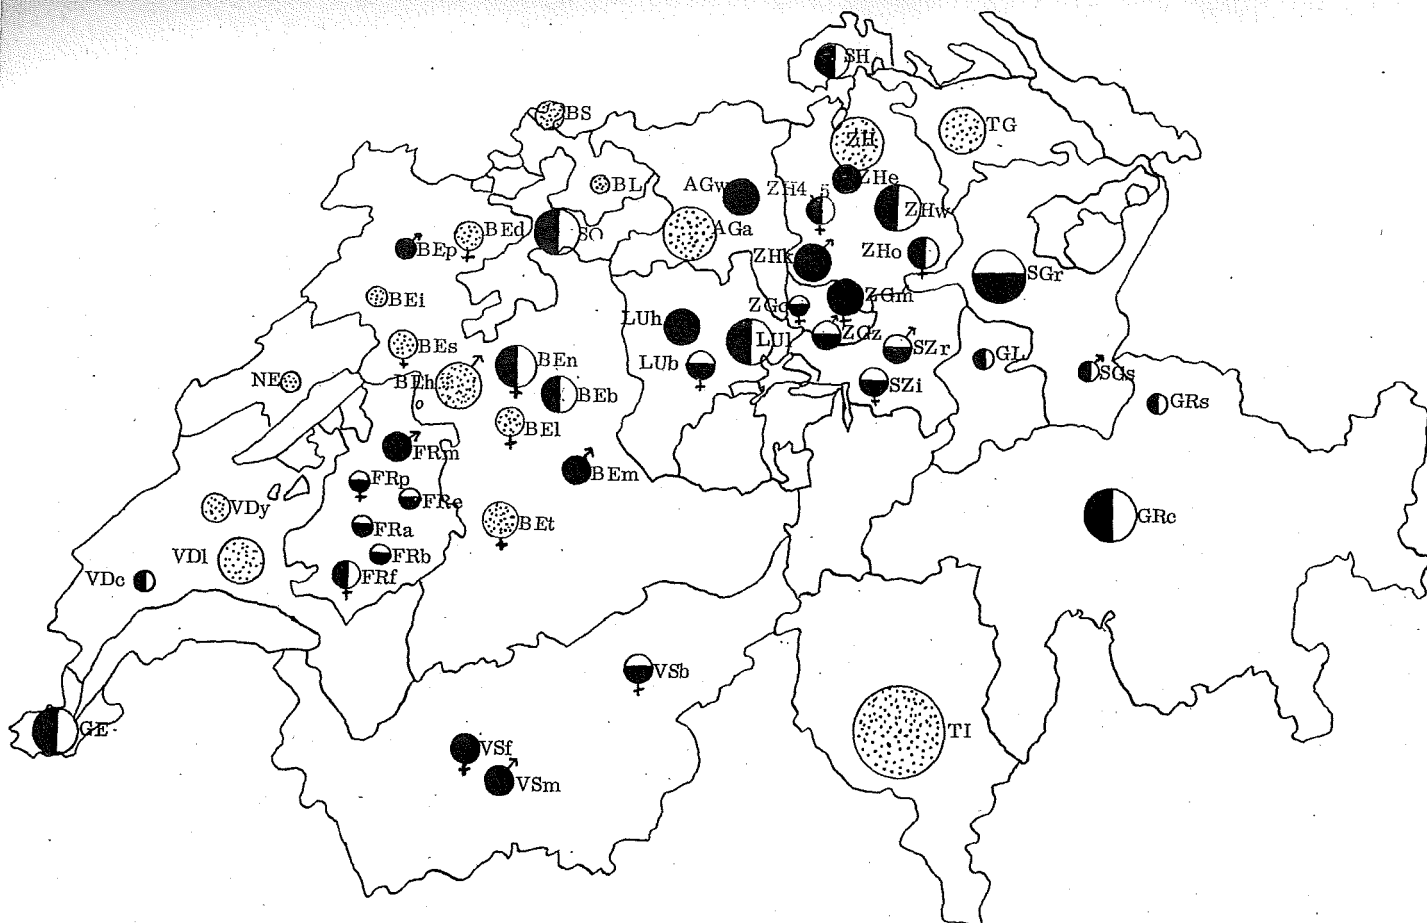 SH
BS
TG
ZH
BL
AGw
ZH4,5
ZHe
ZHw
BEd
SO
AGa
BEp
ZHk
ZHo
SGr
BEi
ZGm
LUh
LUl
ZGz
BEs
SZr
GL
NE
BEh
BEn
LUb
SGs
BEb
SZi
GRs
BEl
FRm
BEm
FRp
FRe
VDy
FRa
BEt
GRc
VDl
FRb
VDc
FRf
VSb
GE
VSf
VSm
TI